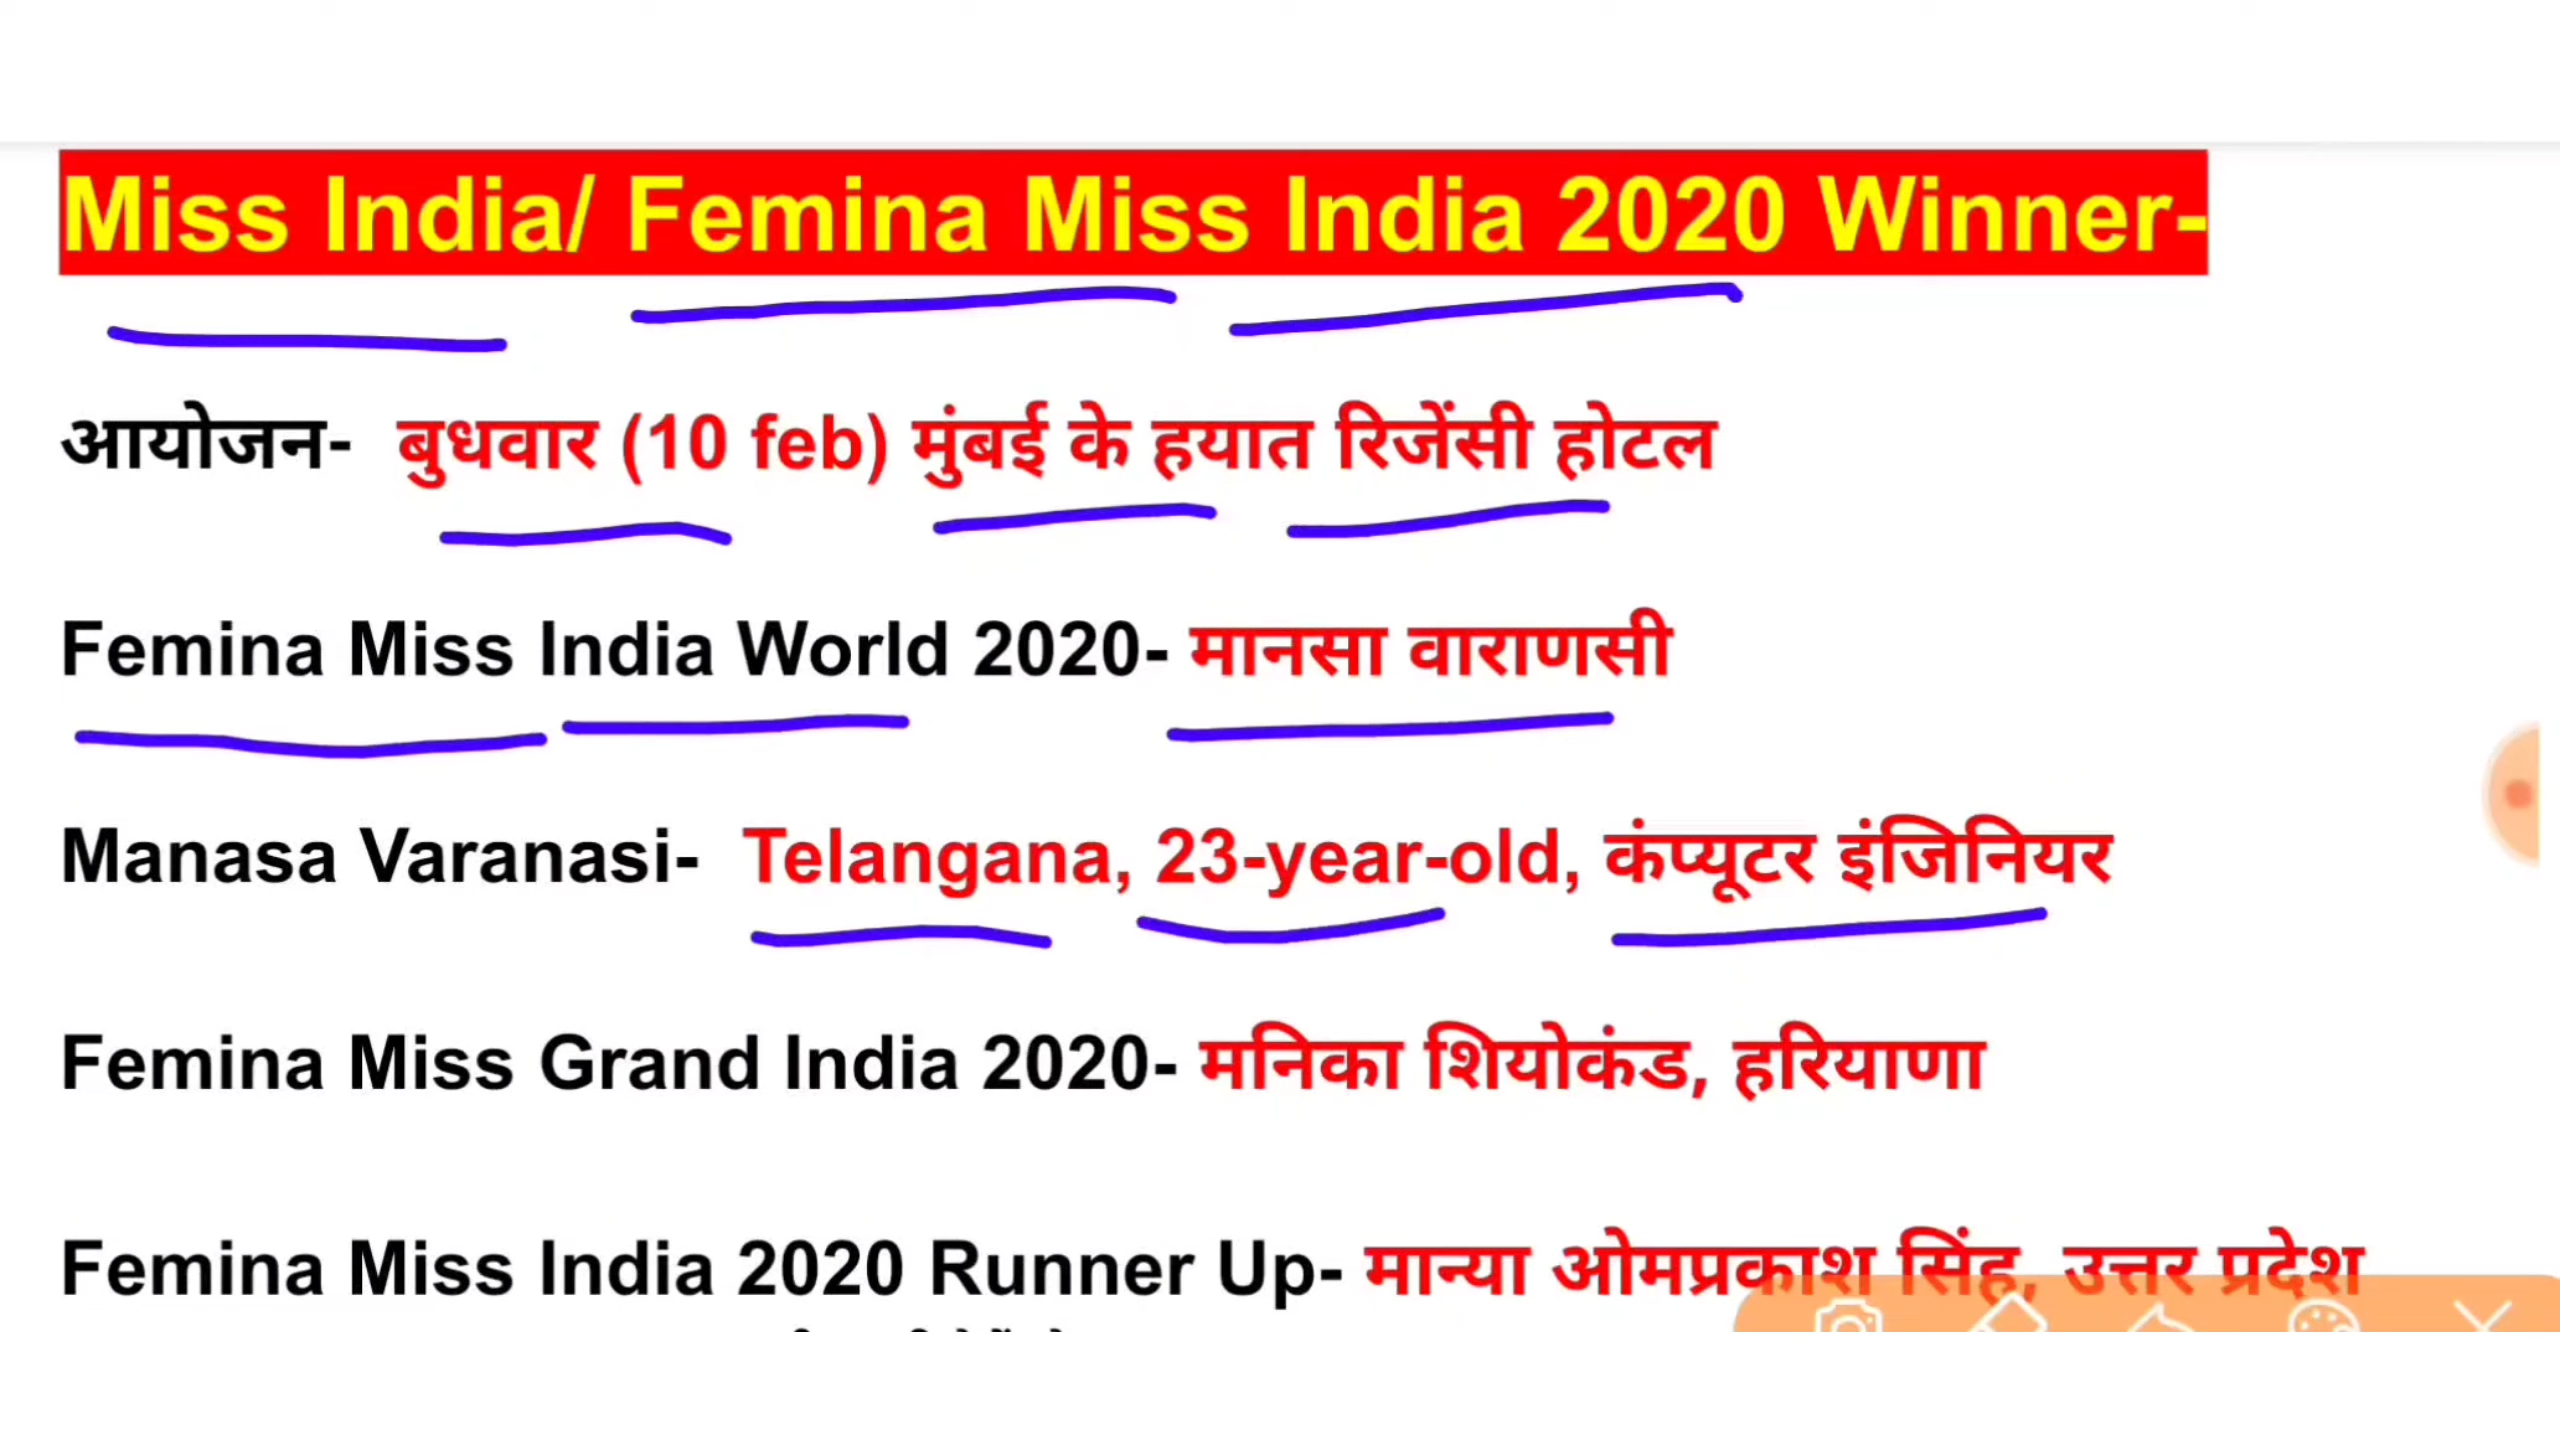 Miss India/ Femina Miss India 2020 Winner-
आयोजन- बुधवार (10 feb) मुंबई के हयात रिजेंसी होटल
Femina Miss India World 2020- मानसा वाराणसी
Manasa Varanasi- Telangana, 23-year-old, कंप्यूटर इंजिनियर
Femina Miss Grand India 2020- मनिका शियोकंड, हरियाणा
Femina Miss India 2020 Runner Up- मान्या ओमप्रकाश सिंह, उत्तर प्रदेश